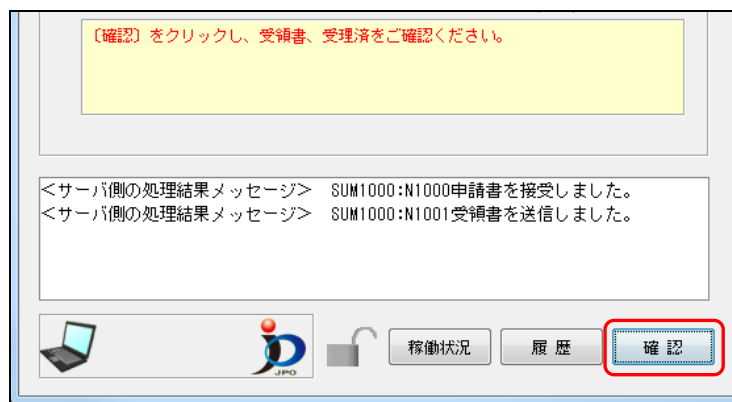 〔確認〕をクリックし、受領書、受理済をご確認ください。
＜サーバ側の処理結果メッセージ＞　SUM1000:N1000申請書を接受しました。
＜サーバ側の処理結果メッセージ＞　SUM1000:N1001受領書を送信しました。
JPO
稼働状況 履 歴 確 認